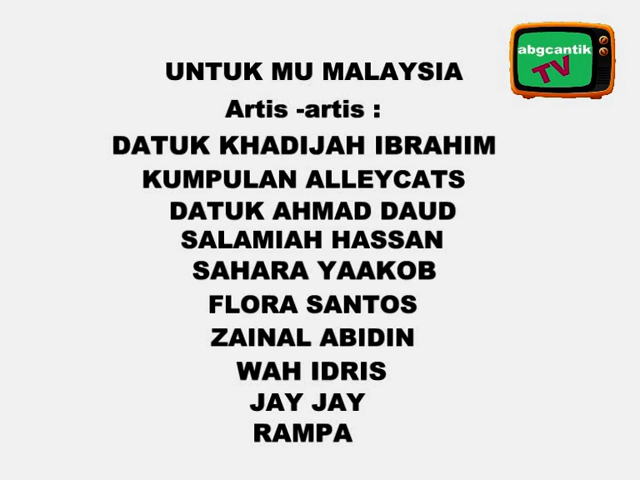 abgcantik
TV
UNTUK MU MALAYSIA
Artis -artis :
DATUK KHADIJAH IBRAHIM
KUMPULAN ALLEYCATS
DATUK AHMAD DAUD
SALAMIAH HASSAN
SAHARA YAAKOB
FLORA SANTOS
ZAINAL ABIDIN
WAH IDRIS
JAY JAY
RAMPA